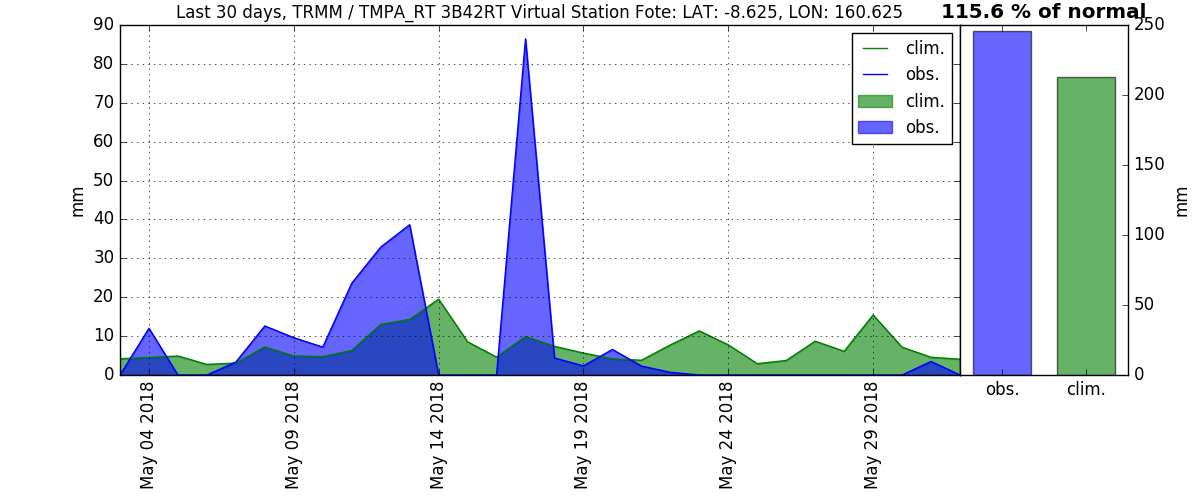 Last 30 days, TRMM / TMPA_RT 3B42RT Virtual Station Fote: LAT: -8.625, LON: 160.625
115.6 % of normal
90
80
70
60
50
40
30
20
10
0
mm
clim.
obs.
clim.
obs.
250
200
150
100
50
0
mm
May 04 2018
May 09 2018
May 14 2018
May 19 2018
May 24 2018
May 29 2018
obs.
clim.